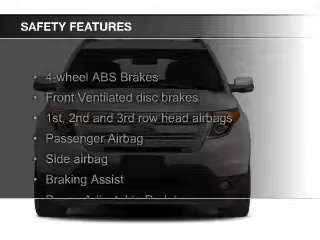 SAFETY FEATURES
• 4-wheel ABS Brakes
• Front Ventilated disc brakes
• 1st, 2nd and 3rd row head airbags
• Passenger Airbag
• Side airbag
• Braking Assist